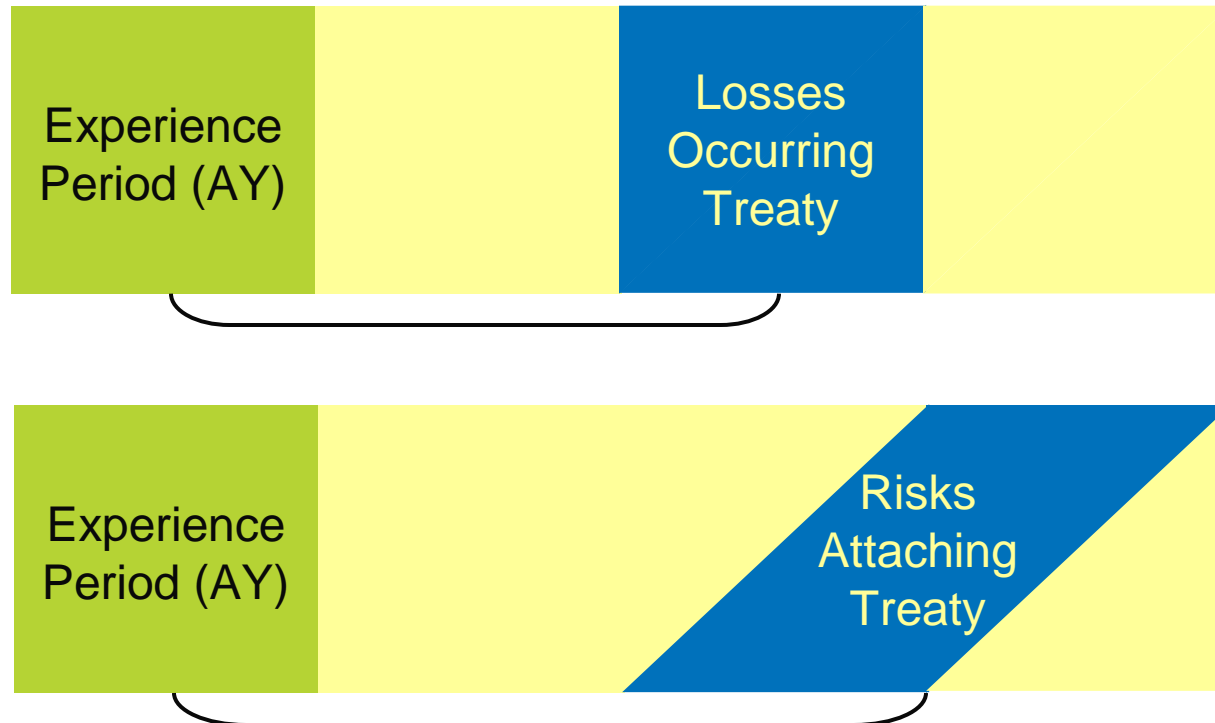 Experience
Period (AY)
Losses
Occurring
Treaty
Experience
Period (AY)
Risks
Attaching
Treaty